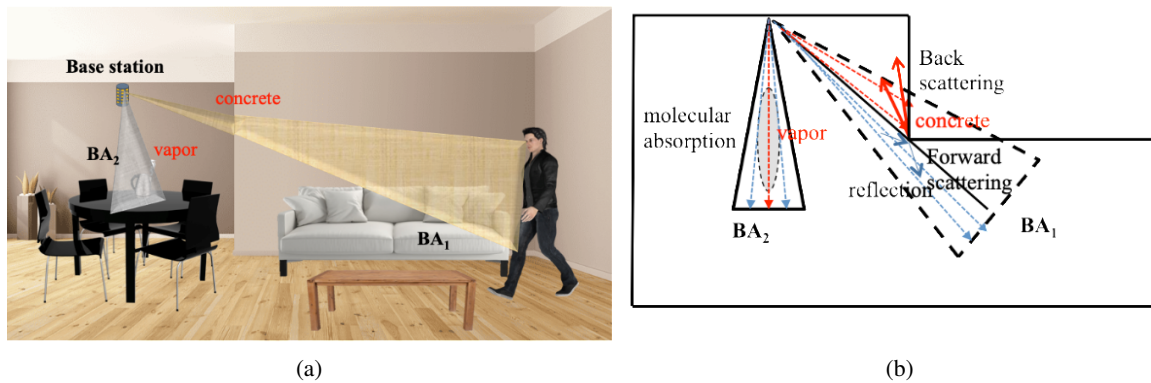 Base station
concrete
BA2
vapor
BA1
(a)
Back
scattering
molecular
absorption
vapor
concrete
Forward
scattering
reflection
BA2
BA1
(b)